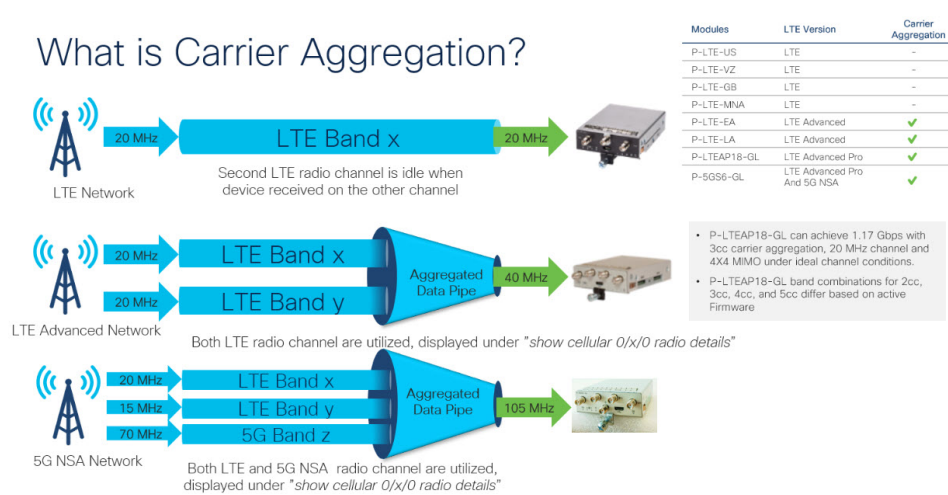 What is Carrier Aggregation?
Modules LTE Version Carrier
Aggregation
P-LTE-US LTE -
P-LTE-VZ LTE -
P-LTE-GB LTE -
P-LTE-MNA LTE -
P-LTE-EA LTE Advanced ✓
P-LTE-LA LTE Advanced ✓
P-LTEAP18-GL LTE Advanced Pro ✓
P-5GS6-GL LTE Advanced Pro
And 5G NSA ✓
20 MHz LTE Band x 20 MHz
LTE Network
Second LTE radio channel is idle when
device received on the other channel
20 MHz LTE Band x
Aggregated
Data Pipe
40 MHz
20 MHz LTE Band y
LTE Advanced Network
Both LTE radio channel are utilized, displayed under "show cellular 0/x/0 radio details"
• P-LTEAP18-GL can achieve 1.17 Gbps with
3cc carrier aggregation, 20 MHz channel and
4X4 MIMO under ideal channel conditions.
• P-LTEAP18-GL band combinations for 2cc,
3cc, 4cc, and 5cc differ based on active
Firmware
20 MHz LTE Band x
15 MHz LTE Band y
70 MHz 5G Band z
Aggregated
Data Pipe
105 MHz
5G NSA Network
Both LTE and 5G NSA radio channel are utilized,
displayed under "show cellular 0/x/0 radio details"